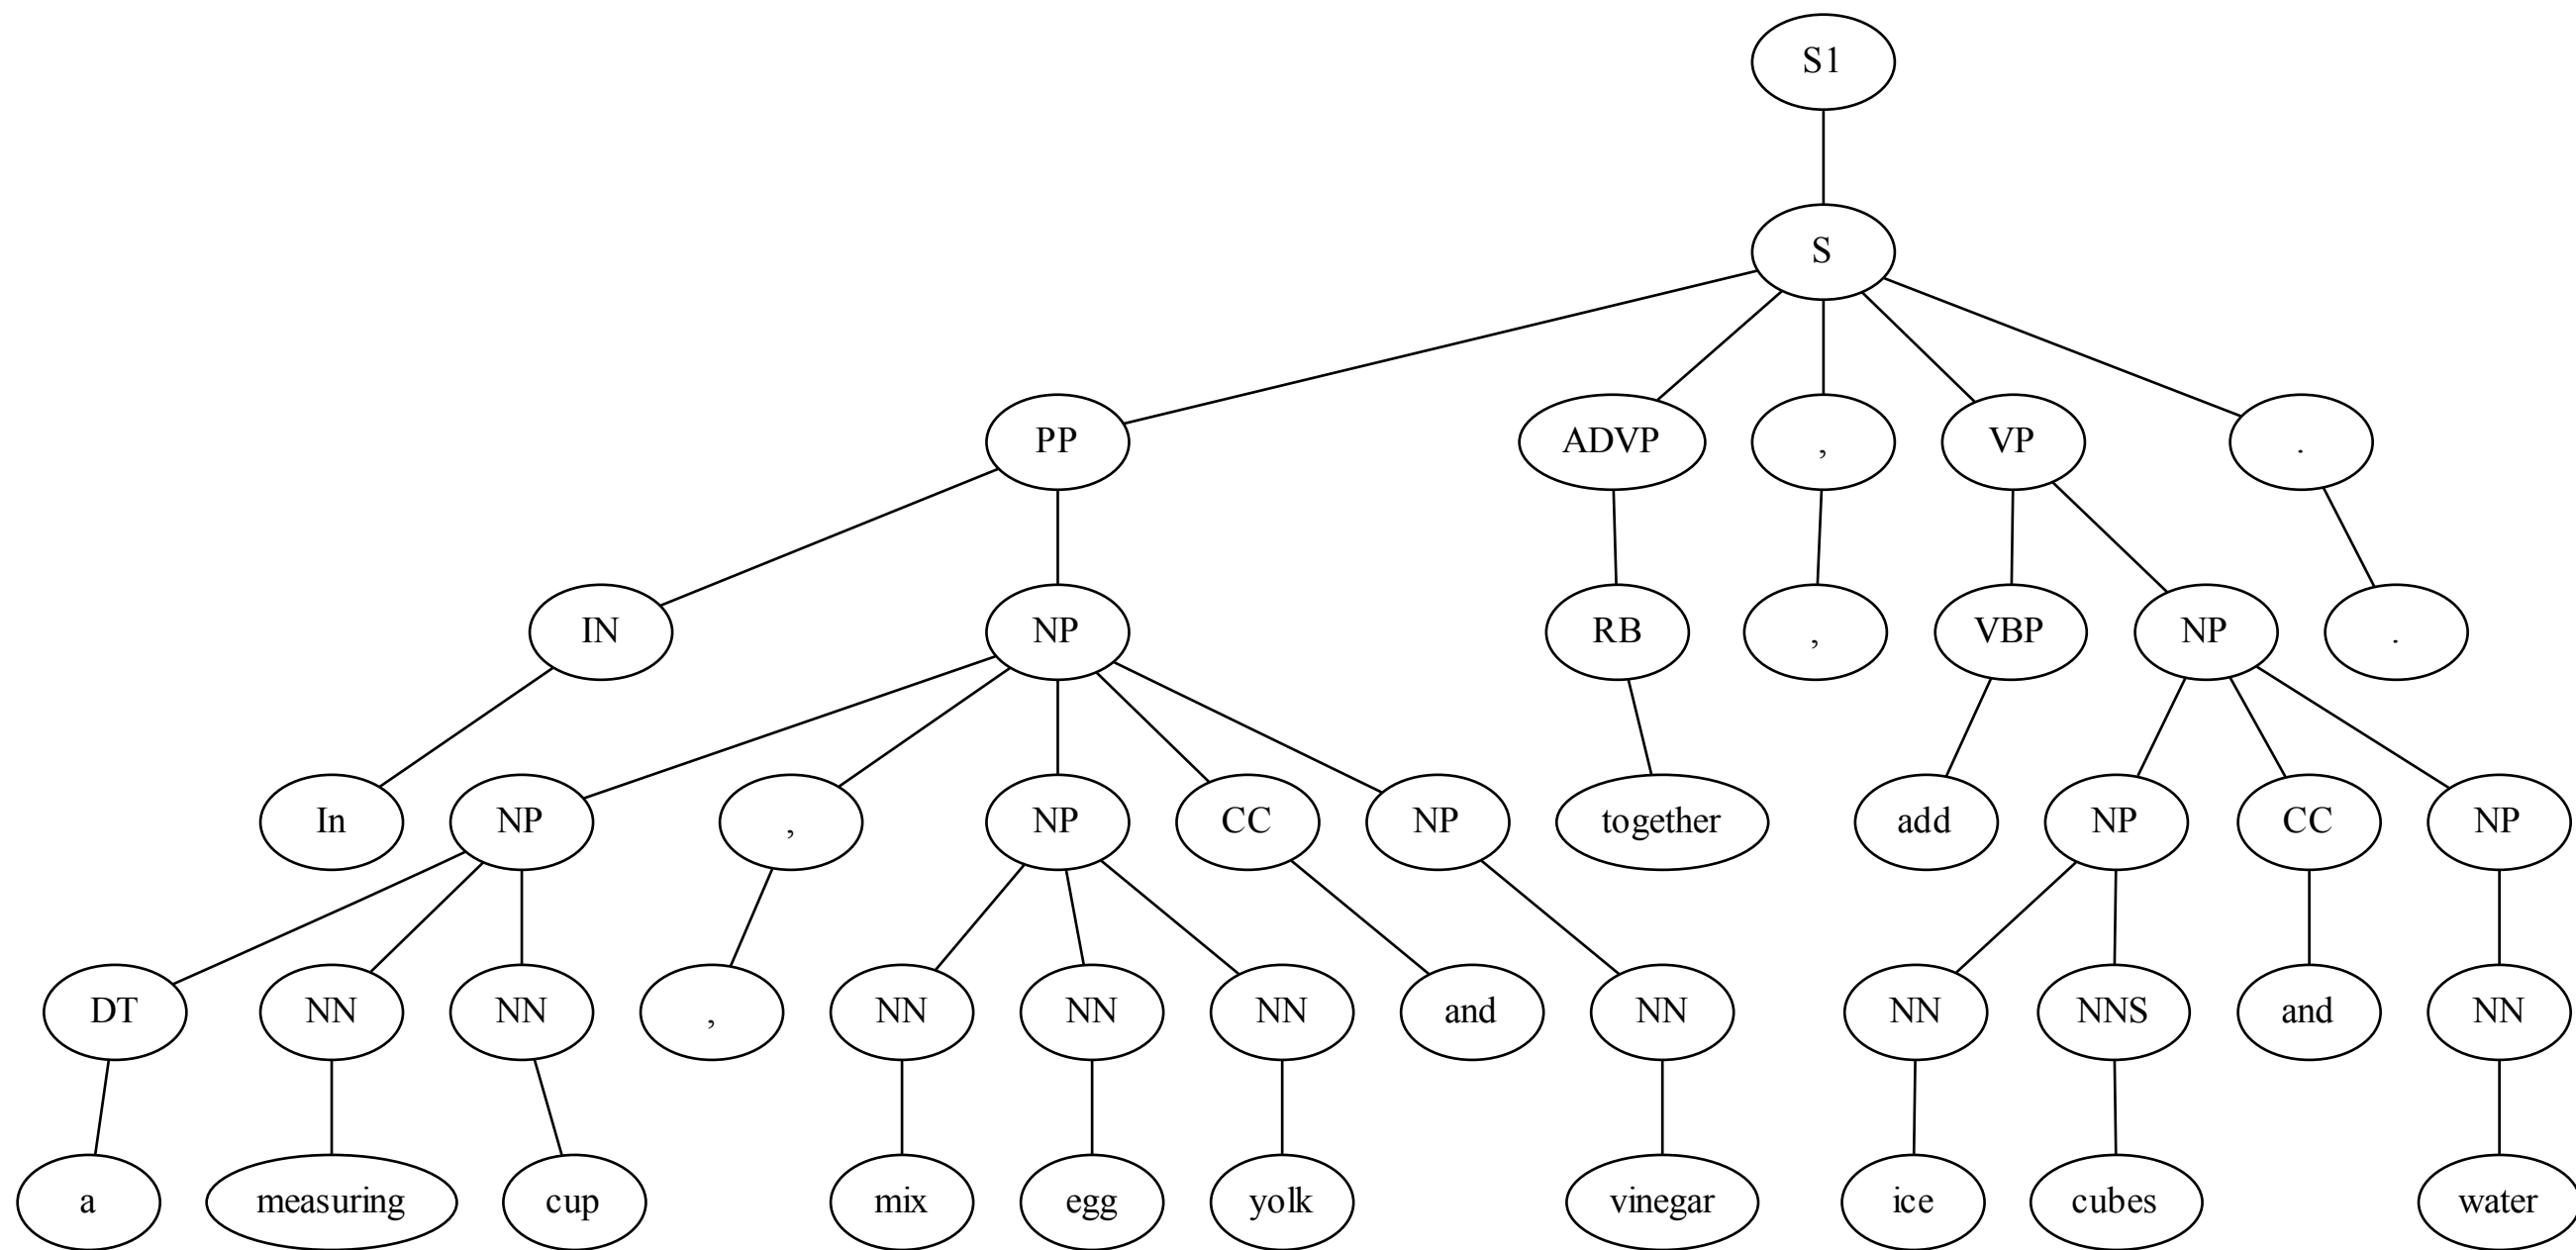 S1
S
PP ADVP , VP .
IN NP RB , VBP NP .
In NP , NP CC NP together add NP CC NP
DT NN NN , NN NN NN and NN NN NNS and NN
a measuring cup mix egg yolk vinegar ice cubes water